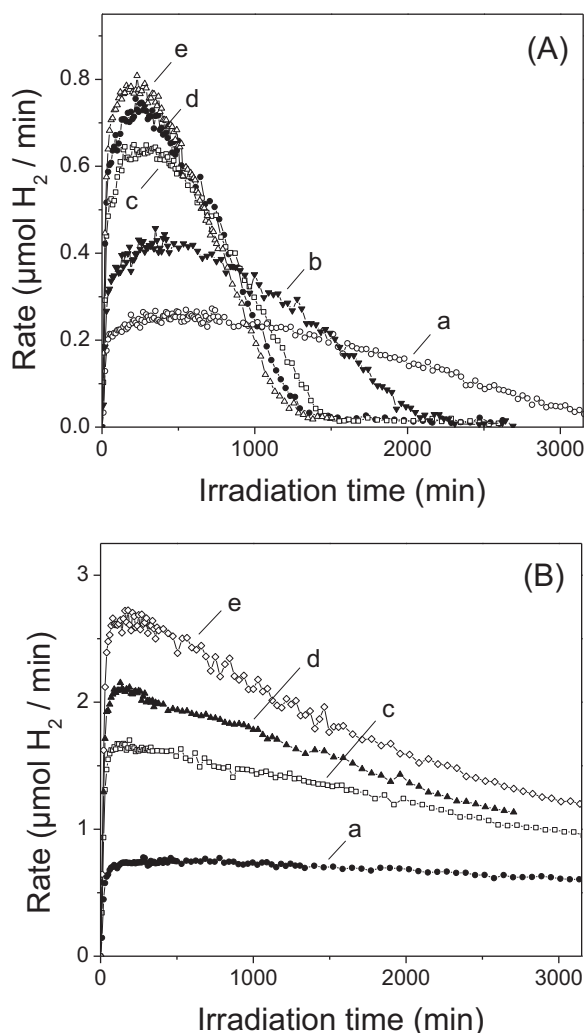 (A)
e
d
c
b
a
0.8
0.6
0.4
0.2
0.0
Rate (μmol H₂ / min)
0
1000
2000
3000
Irradiation time (min)
(B)
e
d
c
a
3
2
1
0
Rate (μmol H₂ / min)
0
1000
2000
3000
Irradiation time (min)